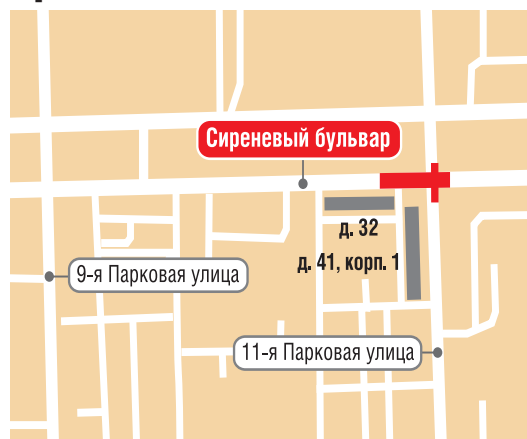 Сиреневый бульвар
д. 32
д. 41, корп. 1
9-я Парковая улица
11-я Парковая улица